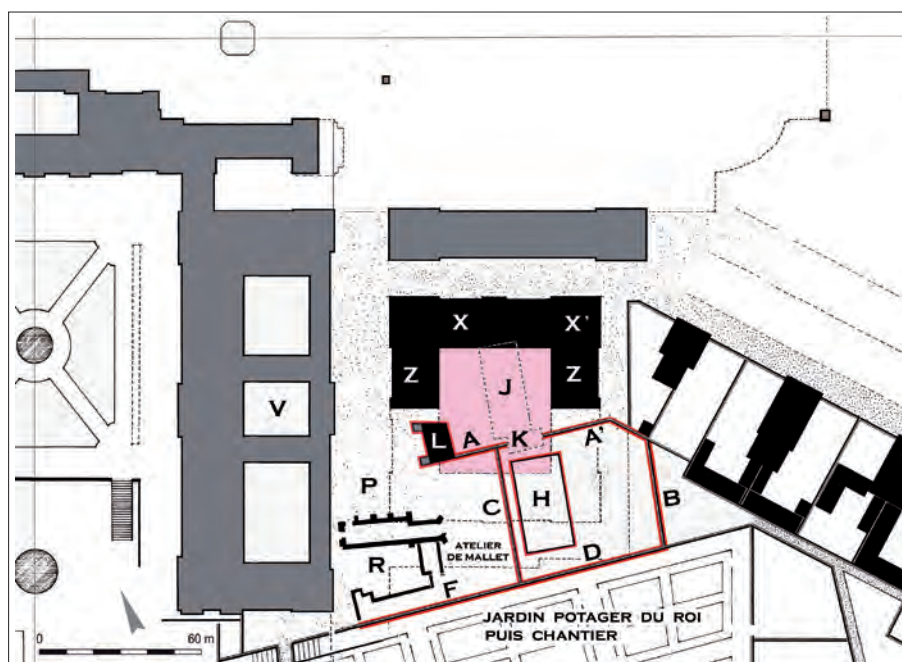 X X'
Z J Z
V
L A K A'
P C H B
R ATELIER
DE MALLET D
F
JARDIN POTAGER DU ROI
PUIS CHANTIER
0 60 m